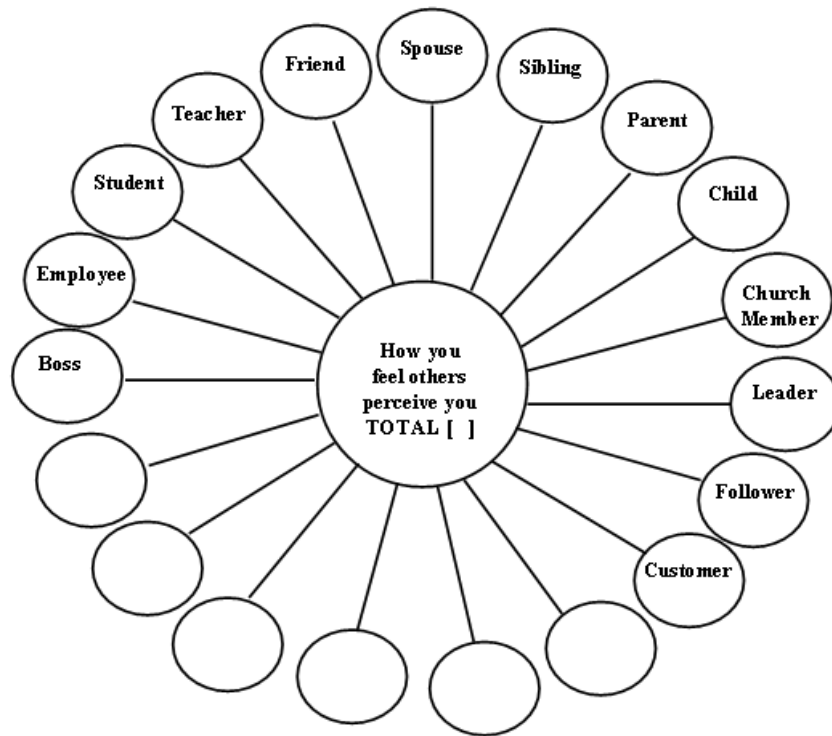 Spouse
Friend
Sibling
Teacher
Parent
Student
Child
Employee
Church
Member
Boss
How you
feel others
perceive you
TOTAL [ ]
Leader
Follower
Customer